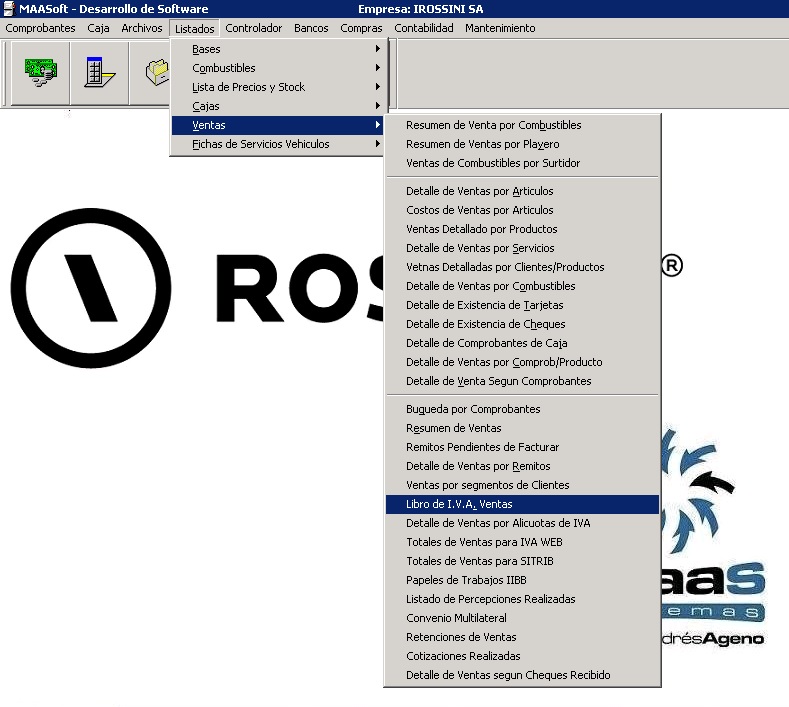 MAASoft - Desarrollo de Software Empresa: IROSSINI SA
Comprobantes Caja Archivos Listados Controlador Bancos Compras Contabilidad Mantenimiento
Bases
Combustibles
Lista de Precios y Stock
Cajas
Ventas
Fichas de Servicios Vehiculos
Resumen de Venta por Combustibles
Resumen de Ventas por Playero
Ventas de Combustibles por Surtidor
Detalle de Ventas por Articulos
Costos de Ventas por Articulos
Ventas Detallado por Productos
Detalle de Ventas por Servicios
Vetnas Detalladas por Clientes/Productos
Detalle de Ventas por Combustibles
Detalle de Existencia de Tarjetas
Detalle de Existencia de Cheques
Detalle de Comprobantes de Caja
Detalle de Ventas por Comprob/Producto
Detalle de Venta Segun Comprobantes
Bugueda por Comprobantes
Resumen de Ventas
Remitos Pendientes de Facturar
Detalle de Ventas por Remitos
Ventas por segmentos de Clientes
Libro de I.V.A. Ventas
Detalle de Ventas por Alicuotas de IVA
Totales de Ventas para IVA WEB
Totales de Ventas para SITRIB
Papeles de Trabajos IIBB
Listado de Percepciones Realizadas
Convenio Multilateral
Retenciones de Ventas
Cotizaciones Realizadas
Detalle de Ventas segun Cheques Recibido
ROS ®
aas
emas
drésAgeno